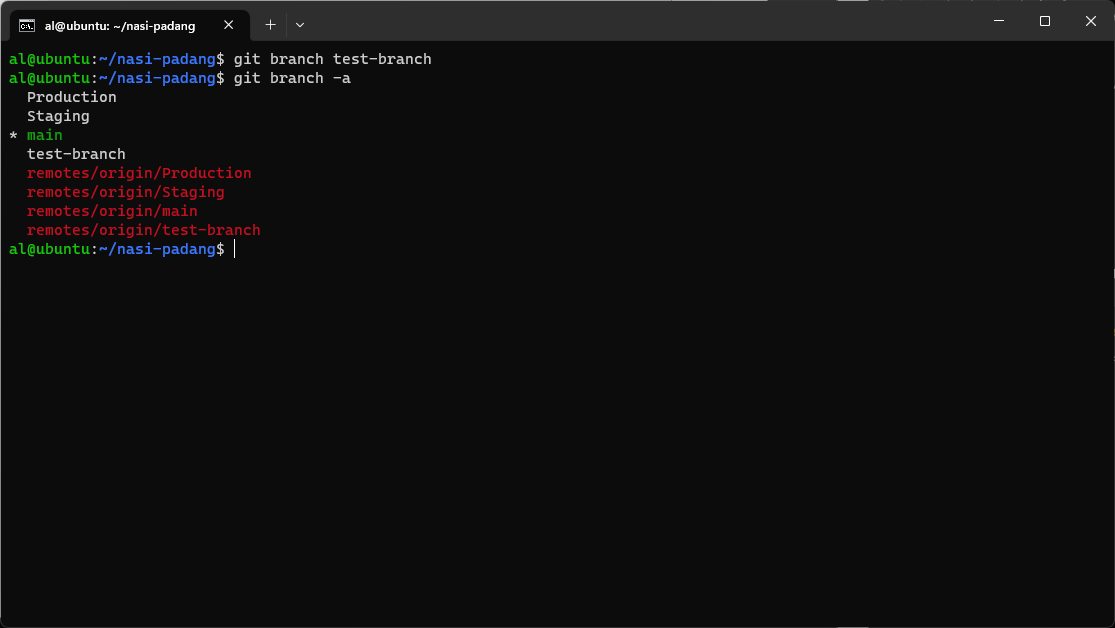 al@ubuntu: ~/nasi-padang
al@ubuntu:~/nasi-padang$ git branch test-branch
al@ubuntu:~/nasi-padang$ git branch -a
Production
Staging
* main
test-branch
remotes/origin/Production
remotes/origin/Staging
remotes/origin/main
remotes/origin/test-branch
al@ubuntu:~/nasi-padang$